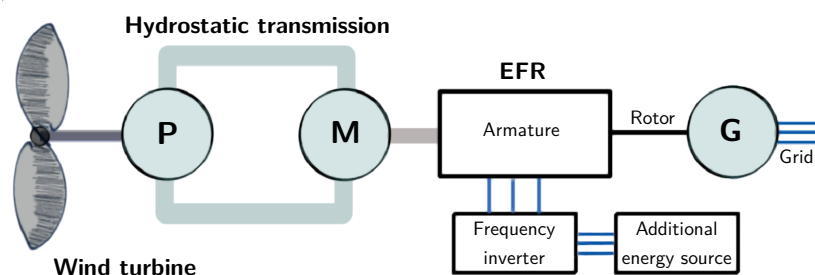 Hydrostatic transmission
EFR
P
M
Armature
Rotor
G
Grid
Frequency
inverter
Additional
energy source
Wind turbine